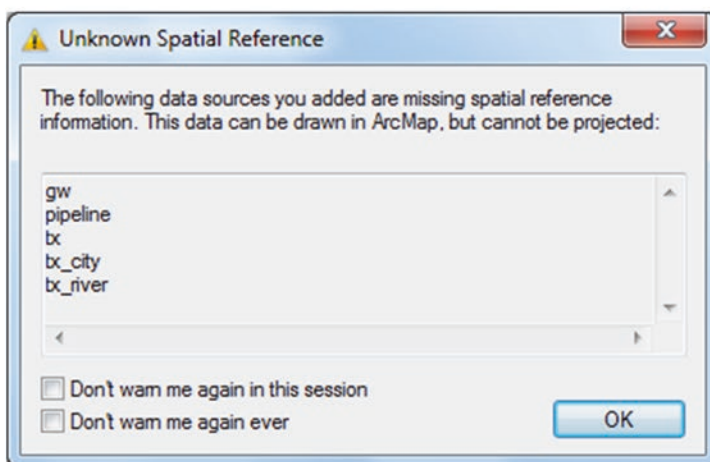 Unknown Spatial Reference
The following data sources you added are missing spatial reference
information. This data can be drawn in ArcMap, but cannot be projected:
gw
pipeline
tx
tx_city
tx_river
Don't warn me again in this session
Don't warn me again ever
OK